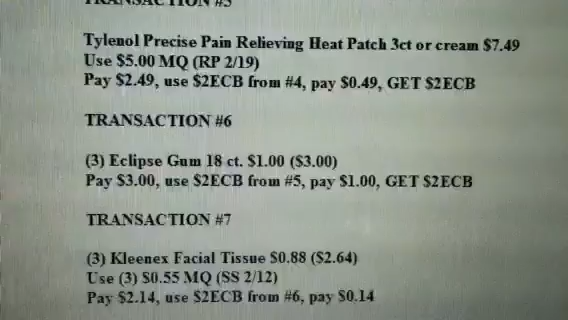 TRANSACTION #5
Tylenol Precise Pain Relieving Heat Patch 3ct or cream $7.49
Use $5.00 MQ (RP 2/19)
Pay $2.49, use $2ECB from #4, pay $0.49, GET $2ECB
TRANSACTION #6
(3) Eclipse Gum 18 ct. $1.00 ($3.00)
Pay $3.00, use $2ECB from #5, pay $1.00, GET $2ECB
TRANSACTION #7
(3) Kleenex Facial Tissue $0.88 ($2.64)
Use (3) $0.55 MQ (SS 2/12)
Pay $2.14, use $2ECB from #6, pay $0.14